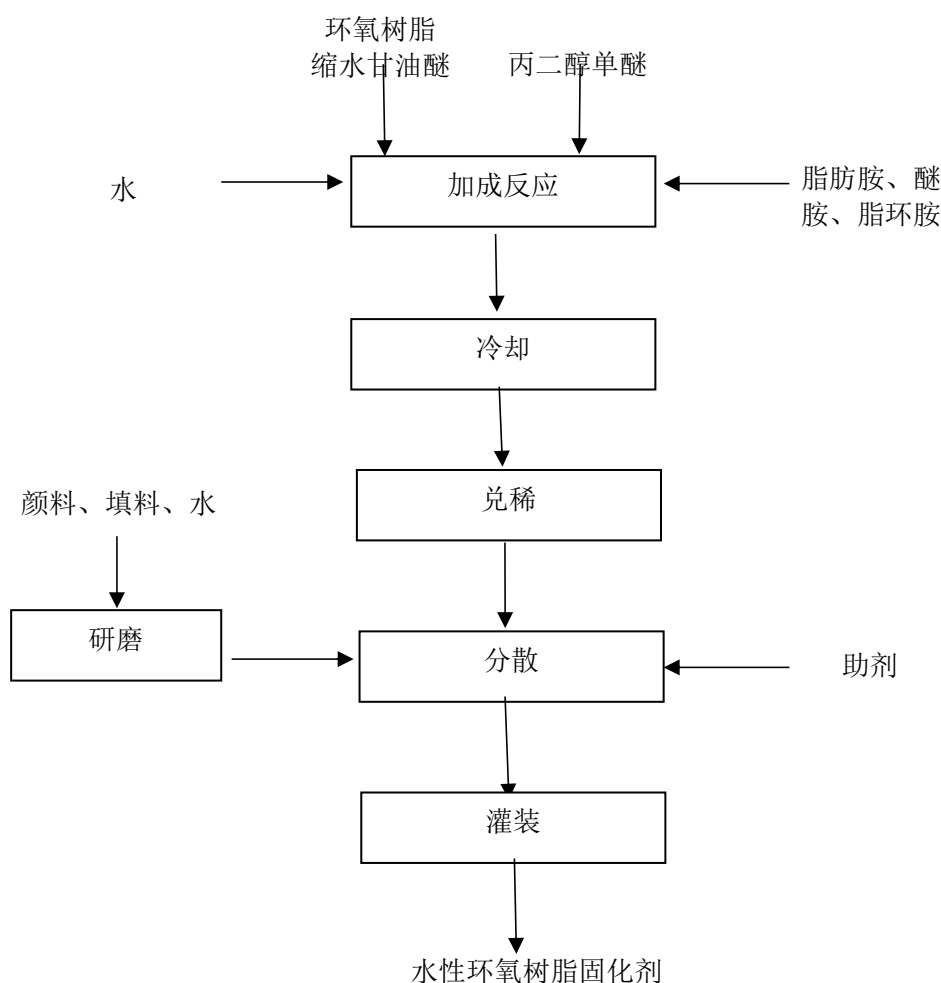 环氧树脂
缩水甘油醚
丙二醇单醚
水
加成反应
脂肪胺、醚
胺、脂环胺
冷却
兑稀
颜料、填料、水
研磨
分散
助剂
灌装
水性环氧树脂固化剂